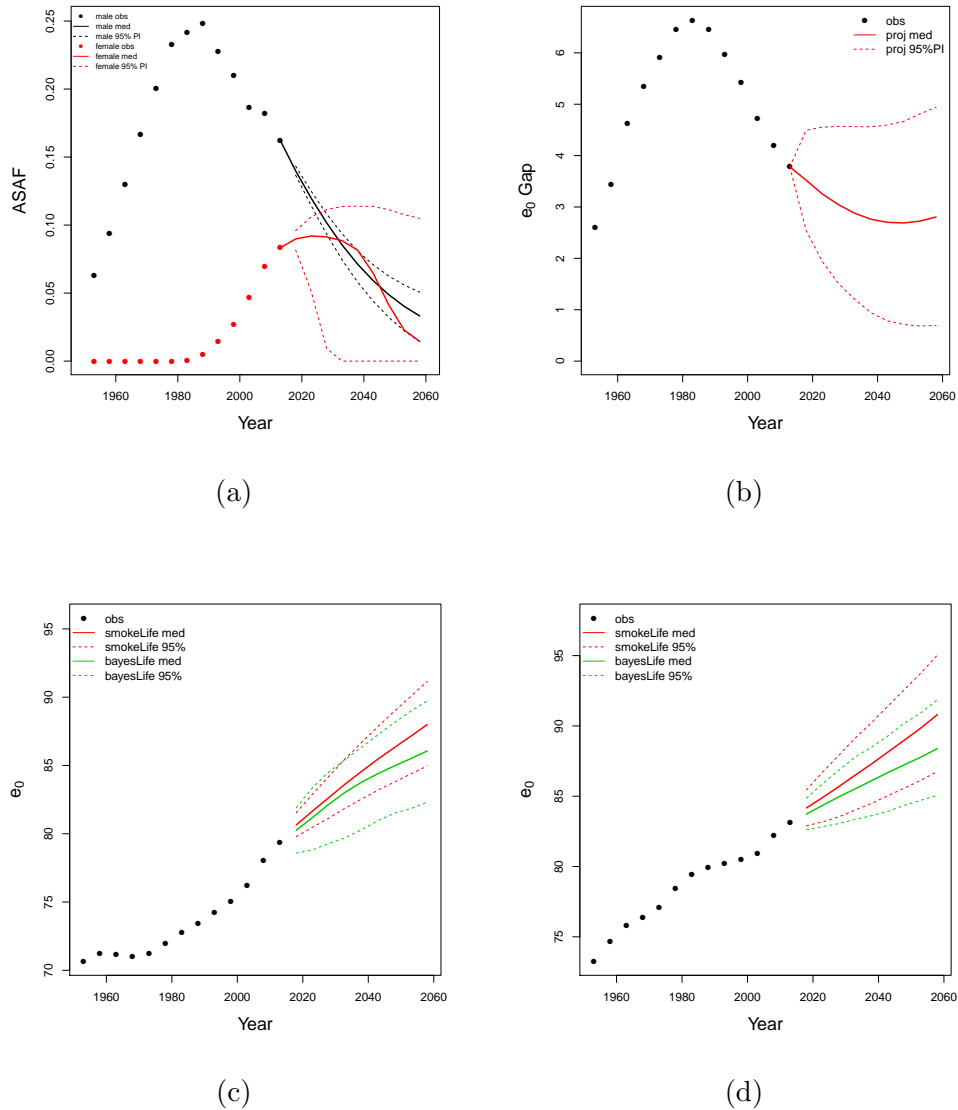 male obs
male med
male 95% PI
female obs
female med
female 95% PI
0.25
0.20
0.15
0.10
0.05
0.00
ASAF
1960 1980 2000 2020 2040 2060
Year
(a)
obs
proj med
proj 95%PI
6
5
4
3
2
1
0
e0 Gap
1960 1980 2000 2020 2040 2060
Year
(b)
obs
smokeLife med
smokeLife 95%
bayesLife med
bayesLife 95%
95
90
85
80
75
70
e0
1960 1980 2000 2020 2040 2060
Year
(c)
obs
smokeLife med
smokeLife 95%
bayesLife med
bayesLife 95%
95
90
85
80
75
e0
1960 1980 2000 2020 2040 2060
Year
(d)